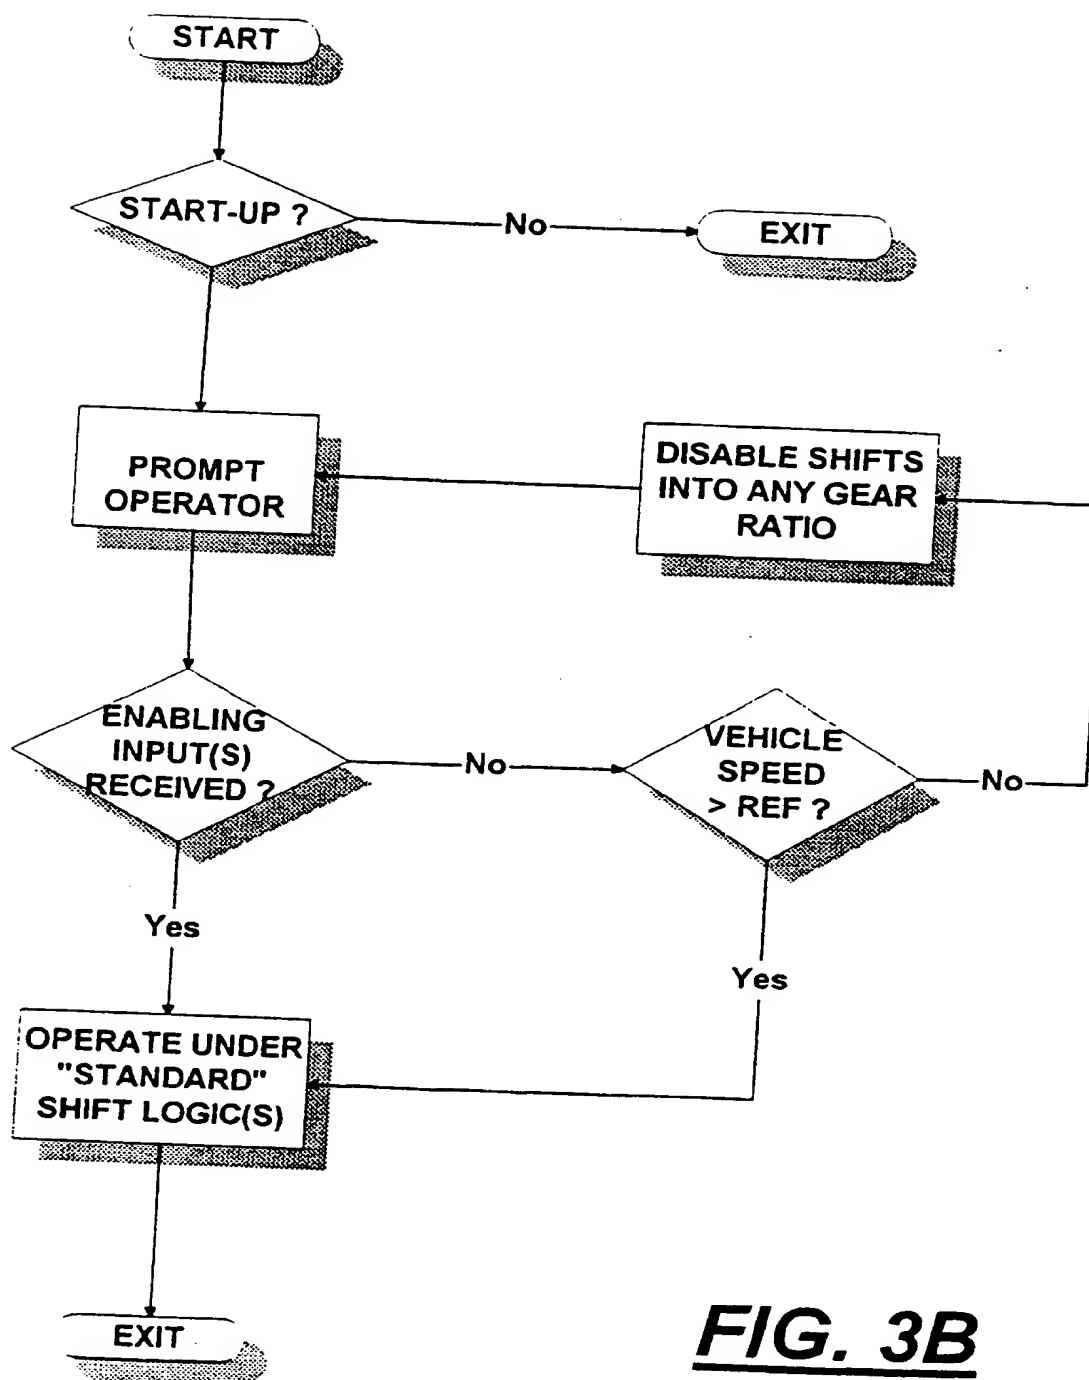 START
START-UP ?
No
EXIT
PROMPT
OPERATOR
DISABLE SHIFTS
INTO ANY GEAR
RATIO
ENABLING
INPUT(S)
RECEIVED ?
No
VEHICLE
SPEED
> REF ?
No
Yes
Yes
OPERATE UNDER
"STANDARD"
SHIFT LOGIC(S)
EXIT
FIG. 3B